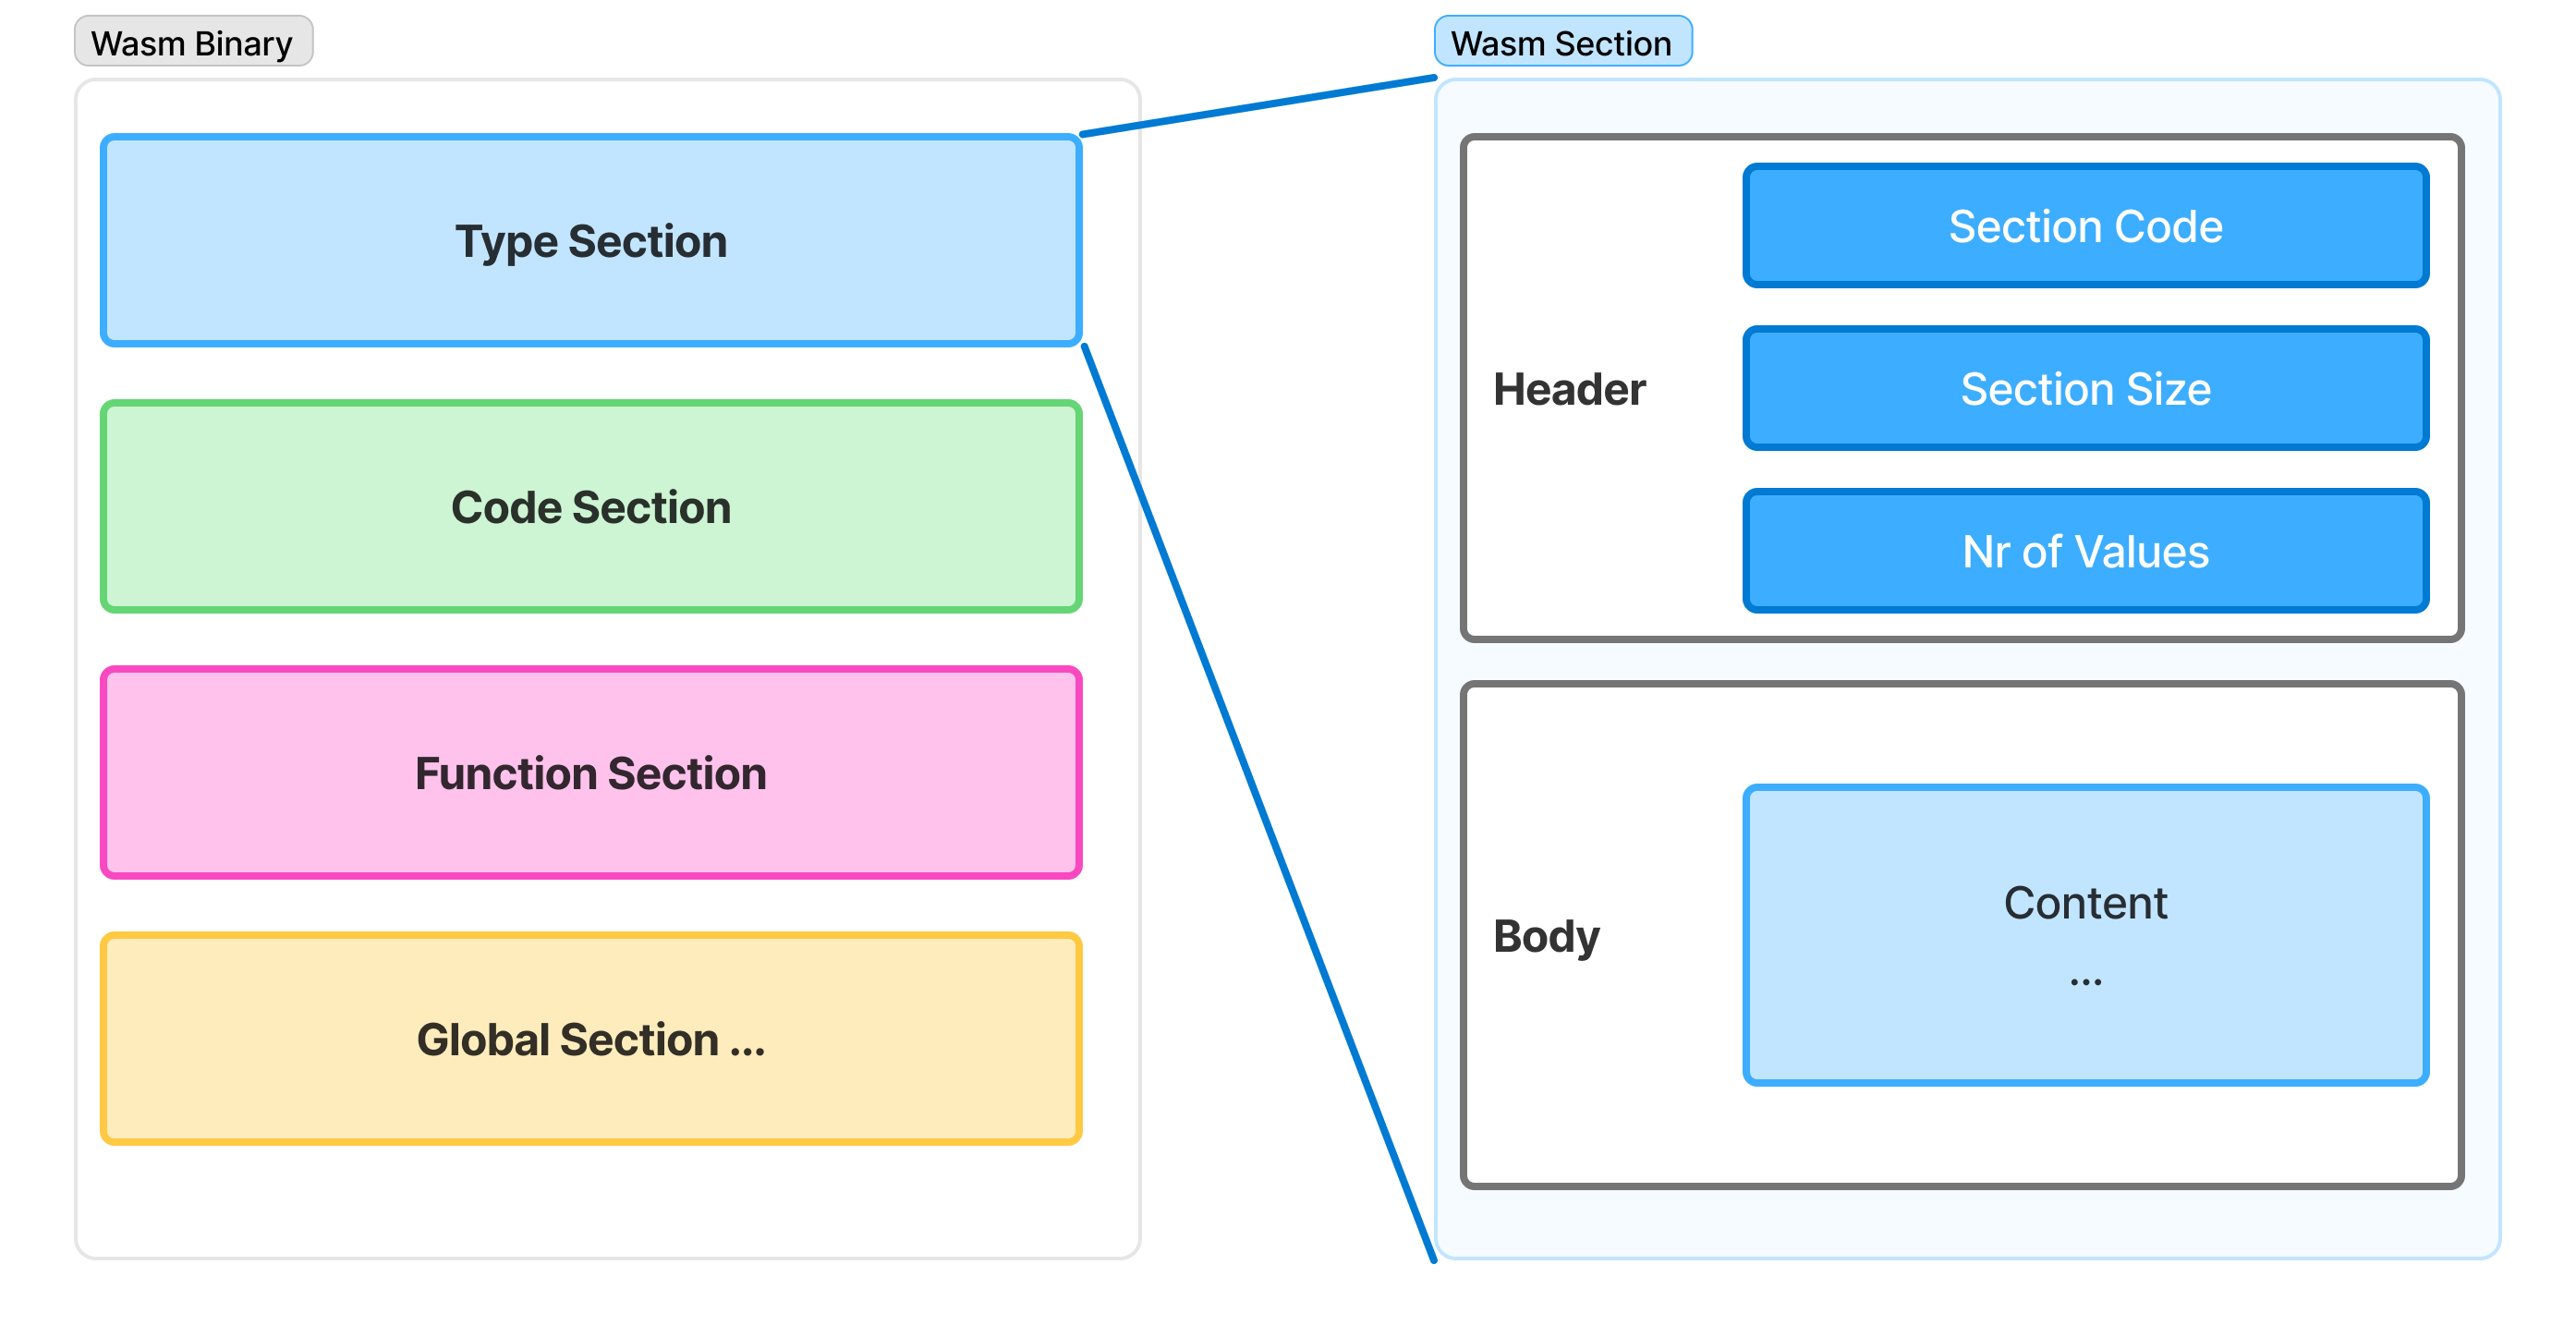 Wasm Binary
Type Section
Code Section
Function Section
Global Section ...
Wasm Section
Header
Section Code
Section Size
Nr of Values
Body
Content
...